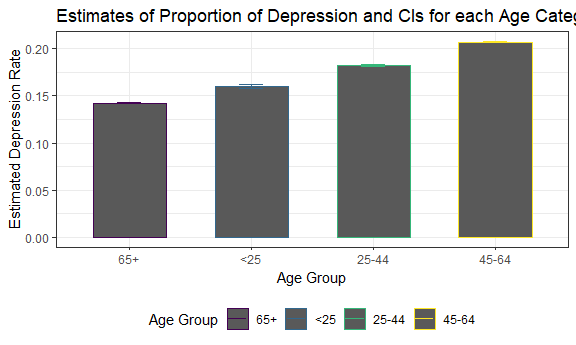 Estimates of Proportion of Depression and CIs for each Age Categ
Estimated Depression Rate
0.20
0.15
0.10
0.05
0.00
65+ <25 25-44 45-64
Age Group
Age Group 65+ <25 25-44 45-64